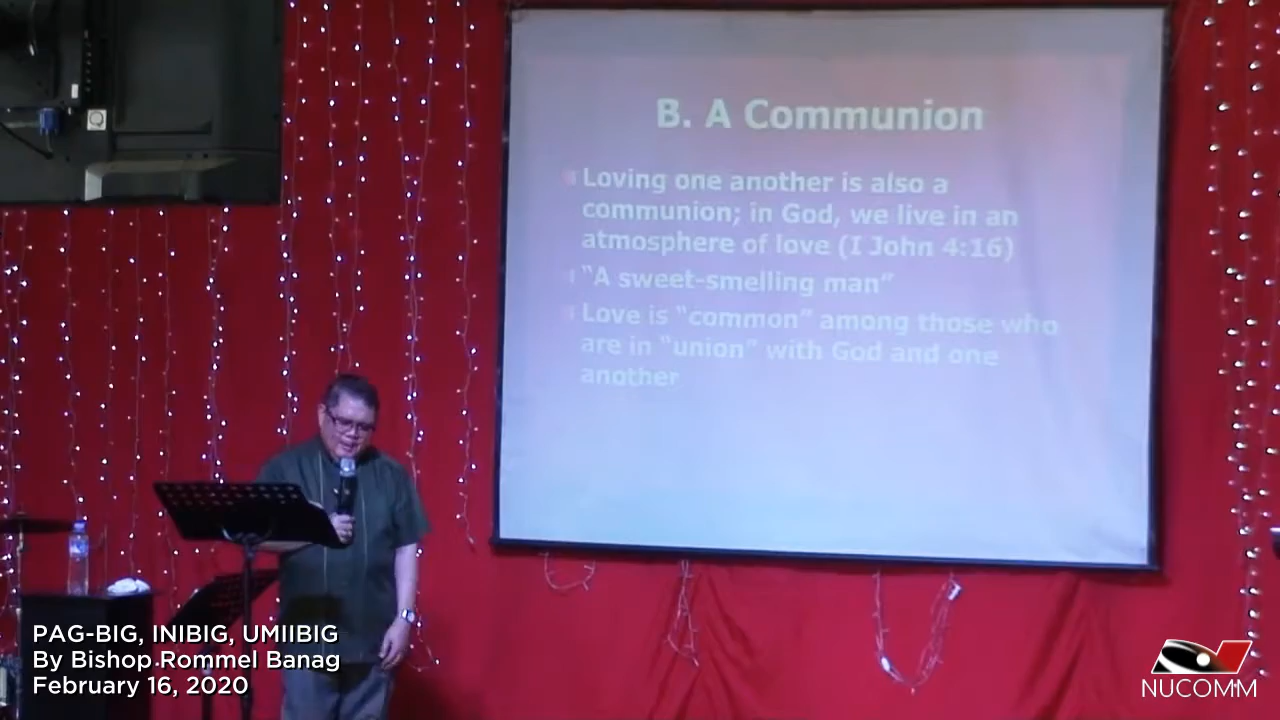 B. A Communion
Loving one another is also a
communion; in God, we live in an
atmosphere of love (I John 4:16)
"A sweet-smelling man"
Love is "common" among those who
are in "union" with God and one
another
PAG-BIG, INIBIG, UMIIBIG
By Bishop Rommel Banag
February 16, 2020
NUCOMM